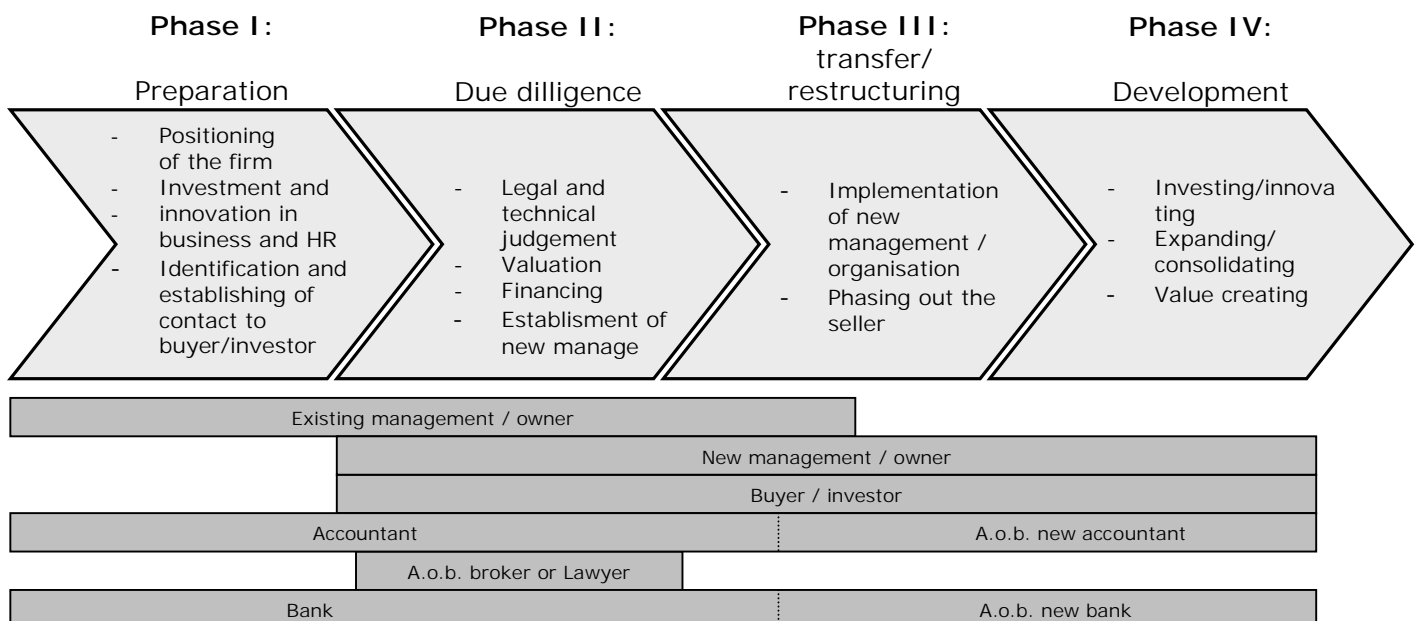 Phase I:
Preparation
- Positioning
of the firm
- Investment and
- innovation in
business and HR
- Identification and
establishing of
contact to
buyer/investor
Phase II:
Due dilligence
- Legal and
technical
judgement
- Valuation
- Financing
- Establisment of
new manage
Phase III:
transfer/
restructuring
- Implementation
of new
management /
organisation
- Phasing out the
seller
Phase IV:
Development
- Investing/innova
ting
- Expanding/
consolidating
- Value creating
Existing management / owner
New management / owner
Buyer / investor
Accountant
A.o.b. new accountant
A.o.b. broker or Lawyer
Bank
A.o.b. new bank